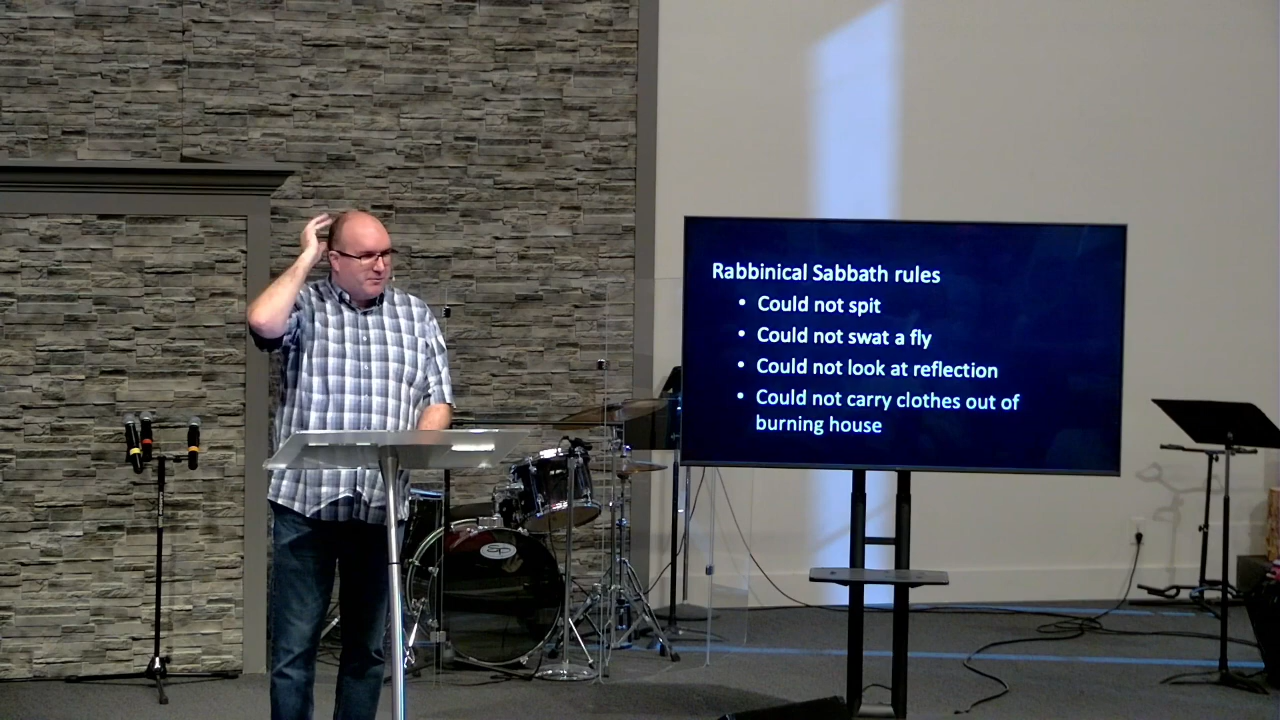 Rabbinical Sabbath rules
• Could not spit
• Could not swat a fly
• Could not look at reflection
• Could not carry clothes out of
burning house
SP